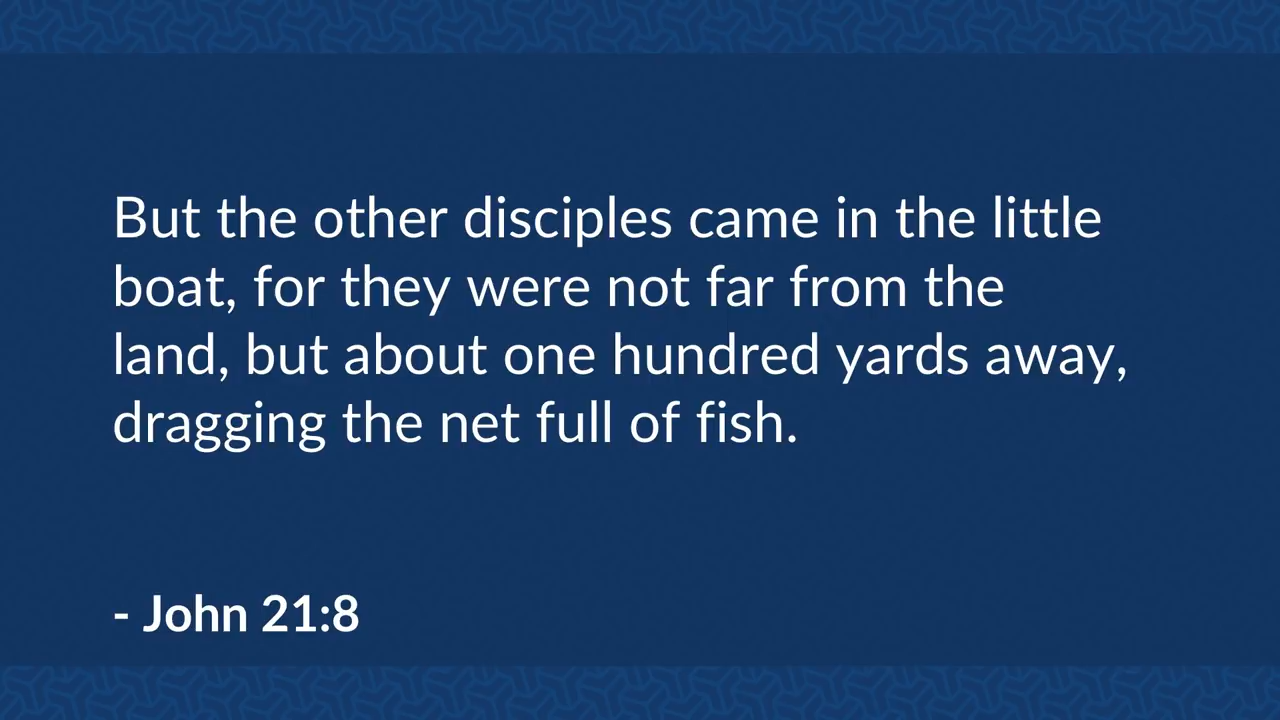 But the other disciples came in the little
boat, for they were not far from the
land, but about one hundred yards away,
dragging the net full of fish.
- John 21:8